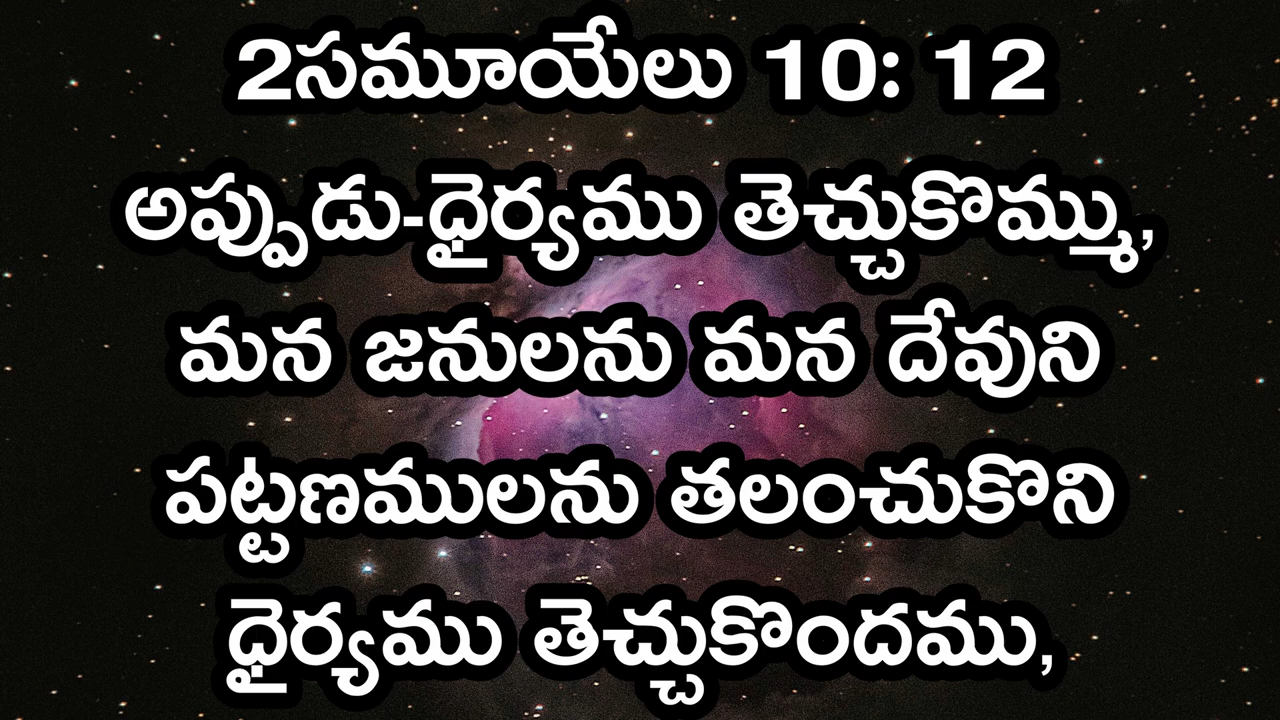 2సమూయేలు 10: 12
అప్పుడు-ధైర్యము తెచ్చుకొమ్ము,
మన జనులను మన దేవుని
పట్టణములను తలంచుకొని
ధైర్యము తెచ్చుకొందము,